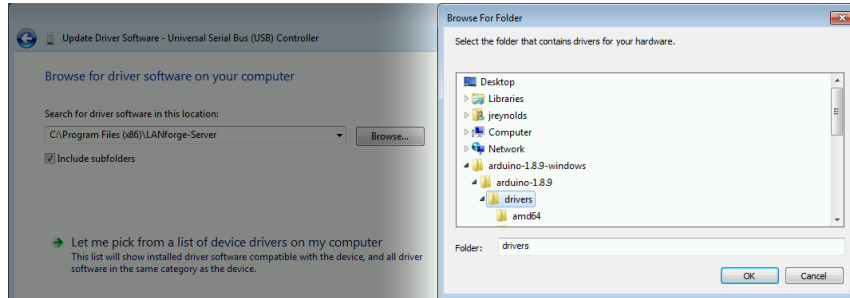 Update Driver Software - Universal Serial Bus (USB) Controller
Browse for driver software on your computer
Search for driver software in this location:
C:\Program Files (x86)\LANforge-Server
Browse...
Include subfolders
Let me pick from a list of device drivers on my computer
This list will show installed driver software compatible with the device, and all driver
software in the same category as the device.
Browse For Folder
Select the folder that contains drivers for your hardware.
Desktop
Libraries
jreynolds
Computer
Network
arduino-1.8.9-windows
arduino-1.8.9
drivers
amd64
Folder: drivers
OK Cancel